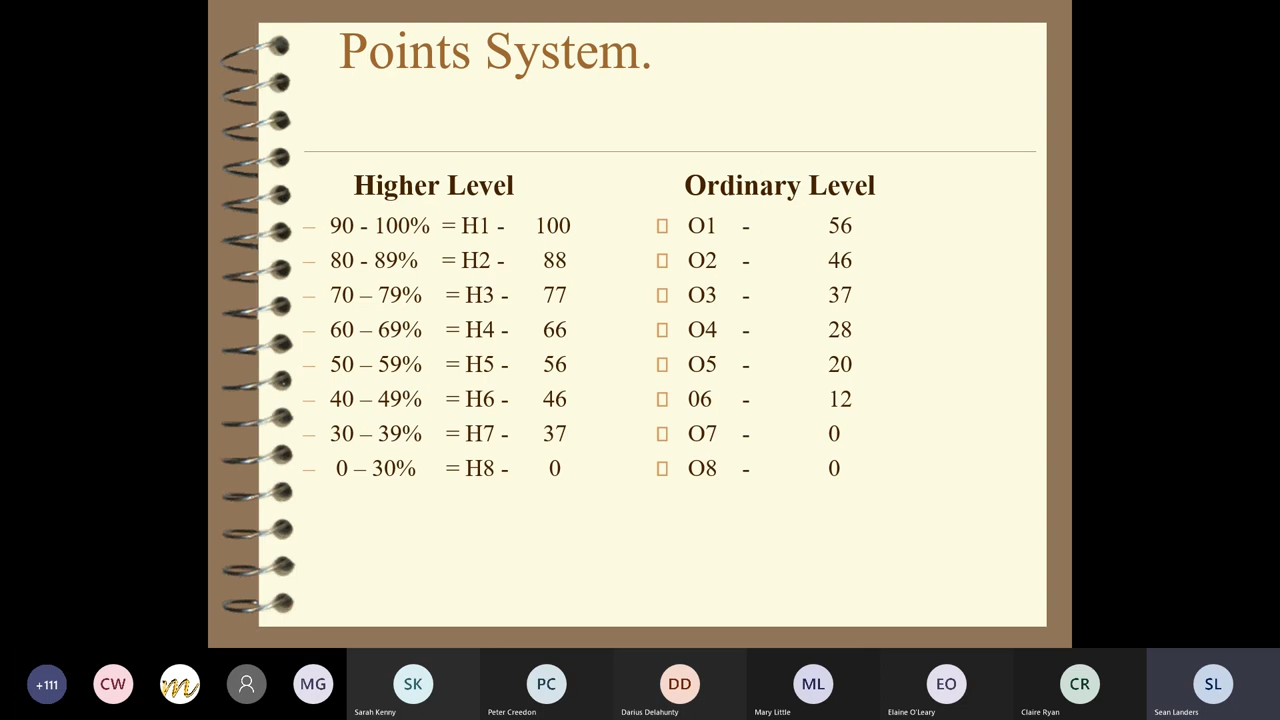 Points System.
Higher Level
– 90 - 100% = H1 - 100
– 80 - 89% = H2 - 88
– 70 – 79% = H3 - 77
– 60 – 69% = H4 - 66
– 50 – 59% = H5 - 56
– 40 – 49% = H6 - 46
– 30 – 39% = H7 - 37
– 0 – 30% = H8 - 0
Ordinary Level
O1 - 56
O2 - 46
O3 - 37
O4 - 28
O5 - 20
06 - 12
O7 - 0
O8 - 0
+111
CW
m
MG
SK
Sarah Kenny
PC
Peter Creedon
DD
Darius Delahunty
ML
Mary Little
EO
Elaine O'Leary
CR
Claire Ryan
SL
Sean Landers